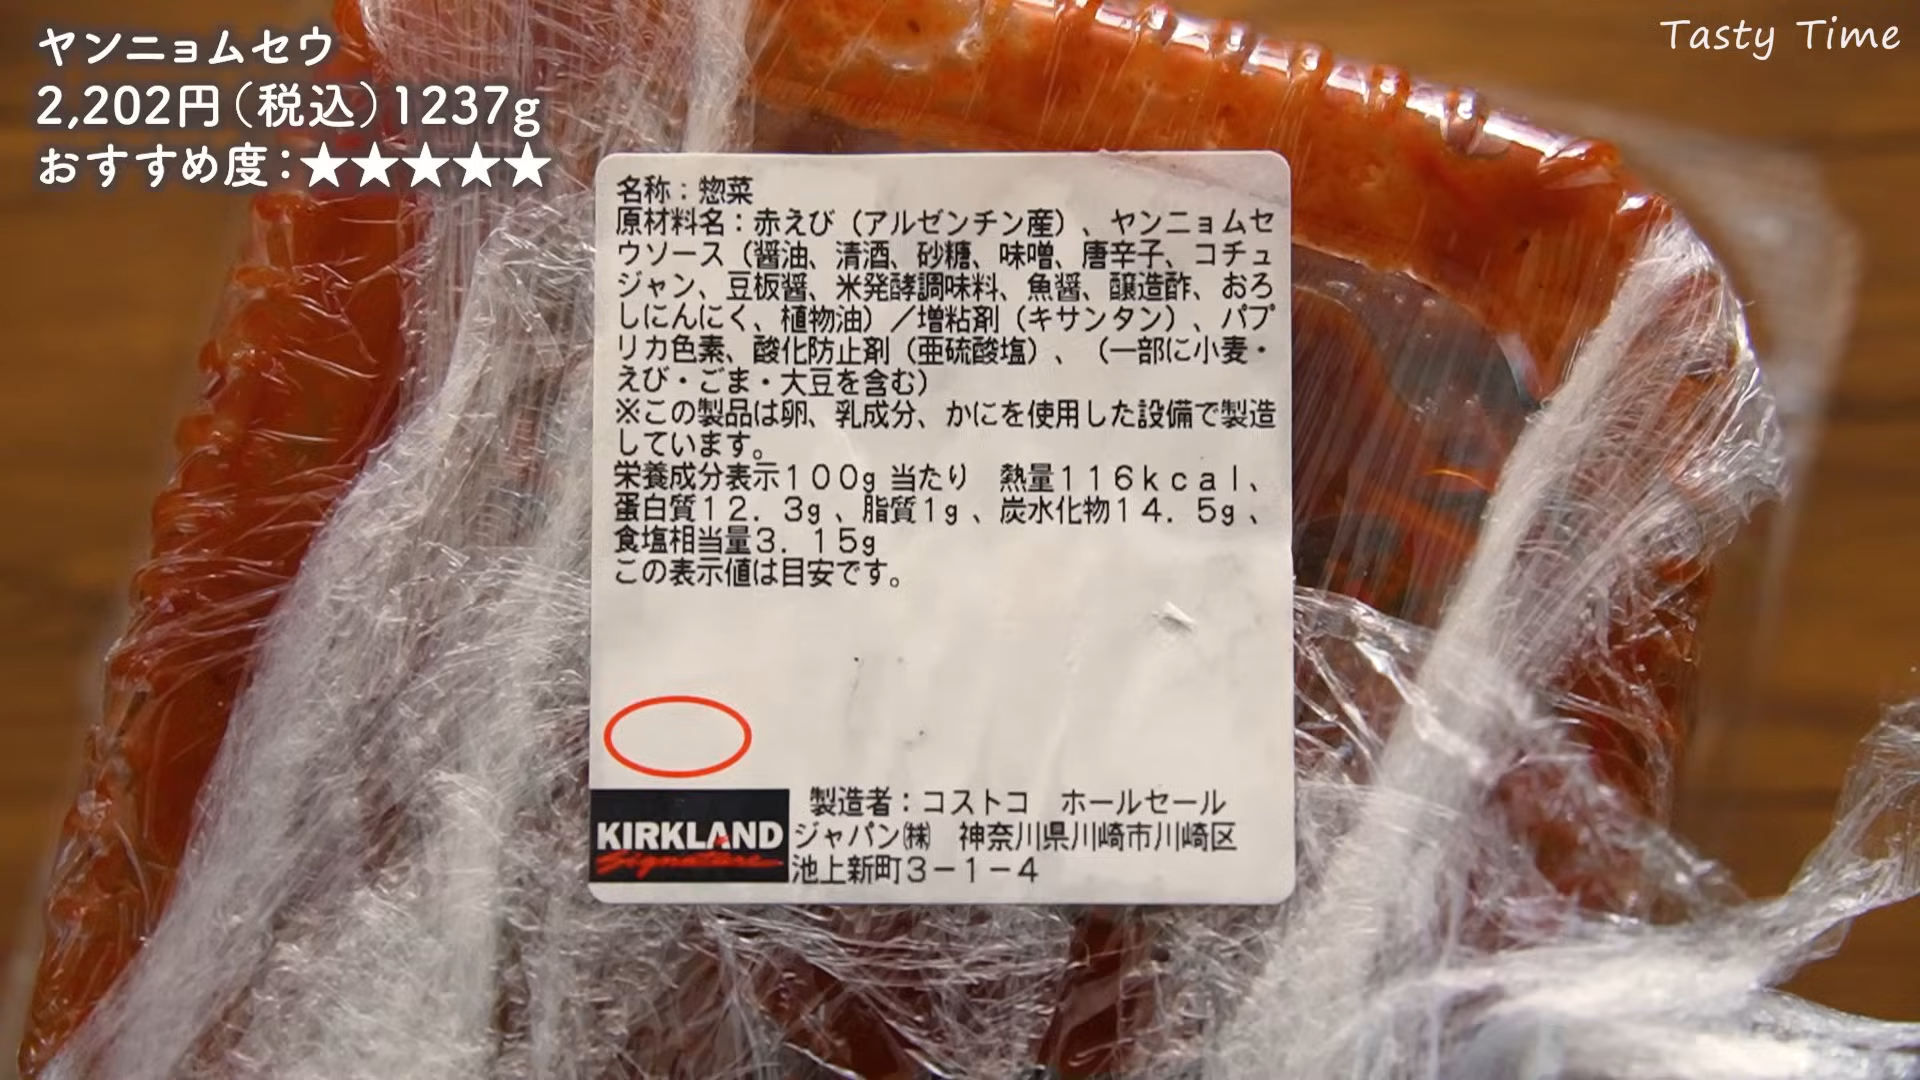 ヤンニョムセウ
2,202円（税込）1237g
おすすめ度：★★★★★
Tasty Time
名称：惣菜
原材料名：赤えび（アルゼンチン産）、ヤンニョムセ
ウソース（醤油、清酒、砂糖、味噌、唐辛子、コチュ
ジャン、豆板醤、米発酵調味料、魚醤、醸造酢、おろ
しにんにく、植物油）／増粘剤（キサンタン）、パプ
リカ色素、酸化防止剤（亜硫酸塩）、（一部に小麦・
えび・ごま・大豆を含む）
※この製品は卵、乳成分、かにを使用した設備で製造
しています。
栄養成分表示１００g 当たり　熱量１１６ｋｃａｌ、
蛋白質１２．３g 、脂質１g 、炭水化物１４．５g 、
食塩相当量３．１５g
この表示値は目安です。
製造者：コストコ　ホールセール
ジャパン㈱　神奈川県川崎市川崎区
池上新町３－１－４
KIRKLAND
Signature